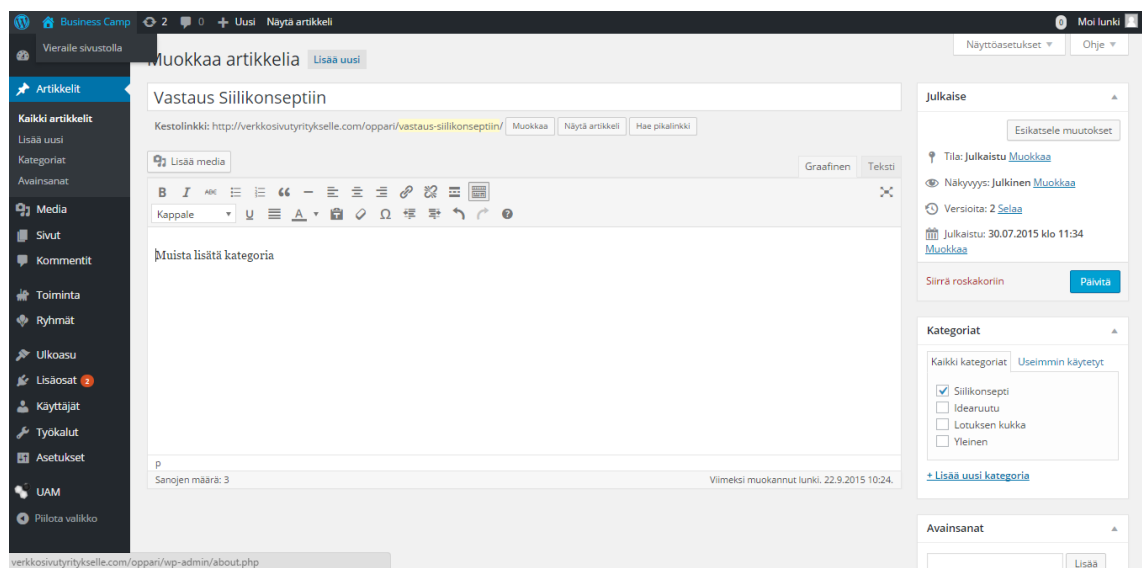 Business Camp 2 0 + Uusi Näytä artikkeli 0 Moi lunki
Vieraile sivustolla
Näyttöasetukset Ohje
Muokkaa artikkelia Lisää uusi
Artikkelit
Kaikki artikkelit
Lisää uusi
Kategoriat
Avainsanat
Media
Sivut
Kommentit
Toiminta
Ryhmät
Ulkoasu
Lisäosat 2
Käyttäjät
Työkalut
Asetukset
UAM
Piilota valikko
Vastaus Siilikonseptiin
Kestolinkki: http://verkkosivutyritykselle.com/oppari/vastaus-siilikonseptiin/ Muokkaa Näytä artikkeli Hae pikalinkki
Lisää media
Graafinen Teksti
B I ABC
Kappale U A Ω
Muista lisätä kategoria
p
Sanojen määrä: 3 Viimeksi muokannut lunki. 22.9.2015 10:24.
Julkaise
Esikatsele muutokset
Tila: Julkaistu Muokkaa
Näkyvyys: Julkinen Muokkaa
Versioita: 2 Selaa
Julkaistu: 30.07.2015 klo 11:34
Muokkaa
Siirrä roskakoriin Päivitä
Kategoriat
Kaikki kategoriat Useimmin käytetyt
Siilikonsepti
Idearuutu
Lotuksen kukka
Yleinen
+ Lisää uusi kategoria
Avainsanat
Lisää
verkkosivutyritykselle.com/oppari/wp-admin/about.php